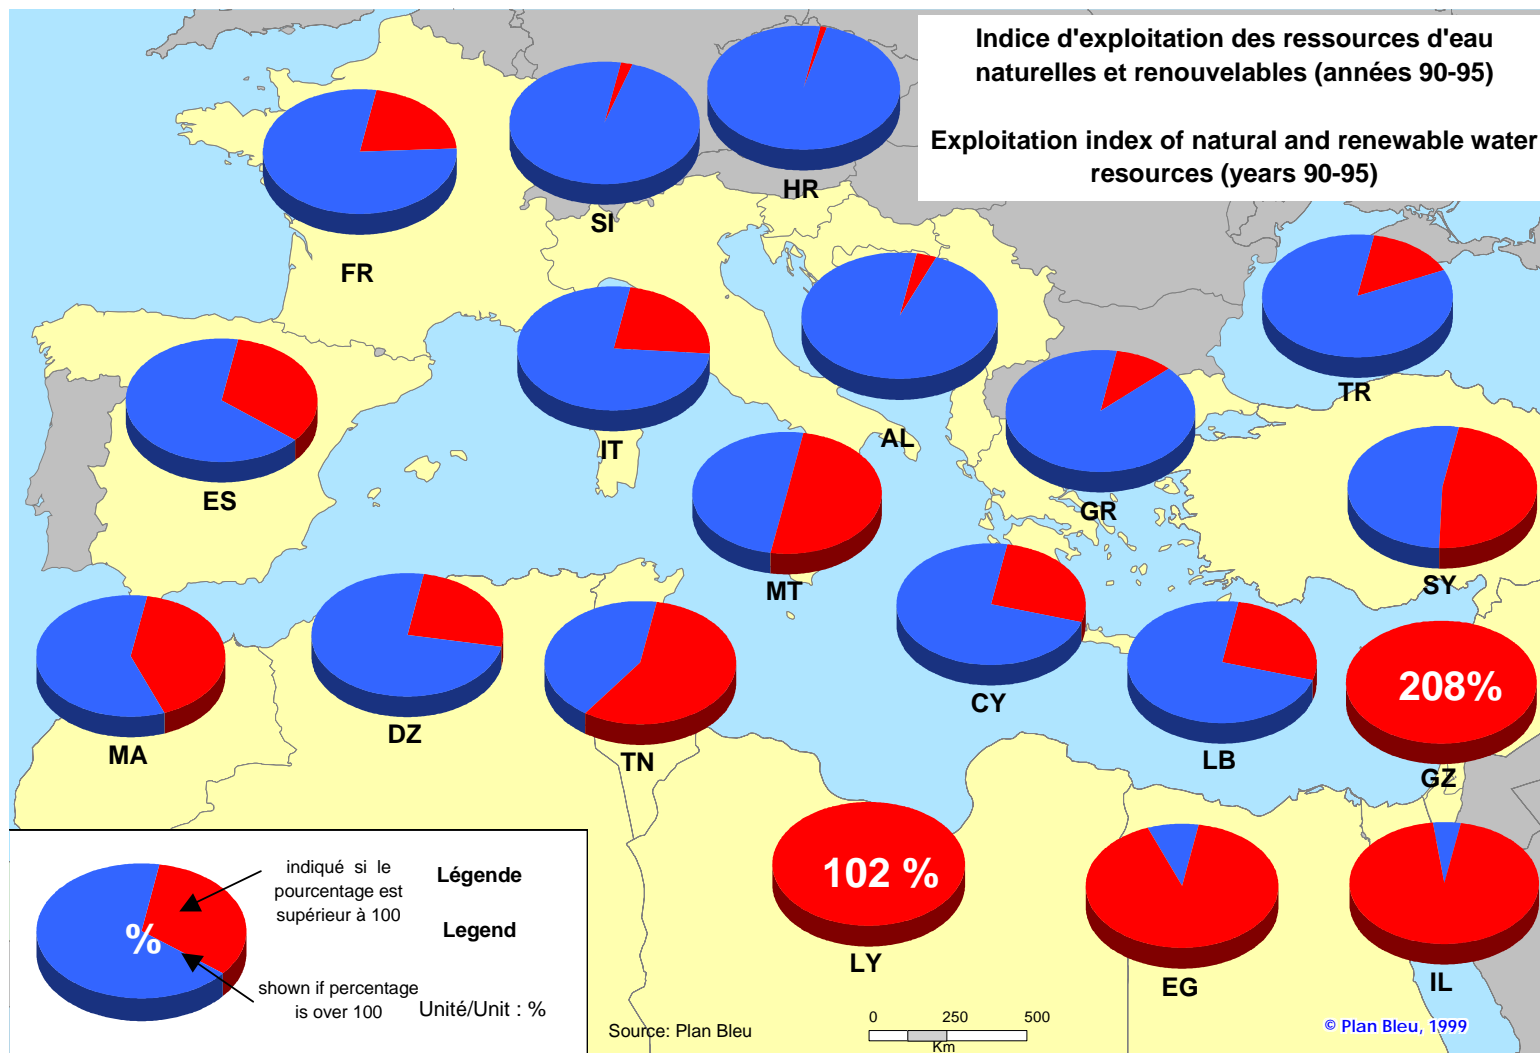 Indice d'exploitation des ressources d'eau
naturelles et renouvelables (années 90-95)
Exploitation index of natural and renewable water
resources (years 90-95)
HR
SI
FR
TR
AL
IT
ES
GR
SY
MT
CY
MA
DZ
TN
LB
208%
GZ
102 %
LY
EG
IL
indiqué si le
pourcentage est
supérieur à 100
Légende
Legend
%
shown if percentage
is over 100
Unité/Unit : %
Source: Plan Bleu
0 250 500
Km
© Plan Bleu, 1999